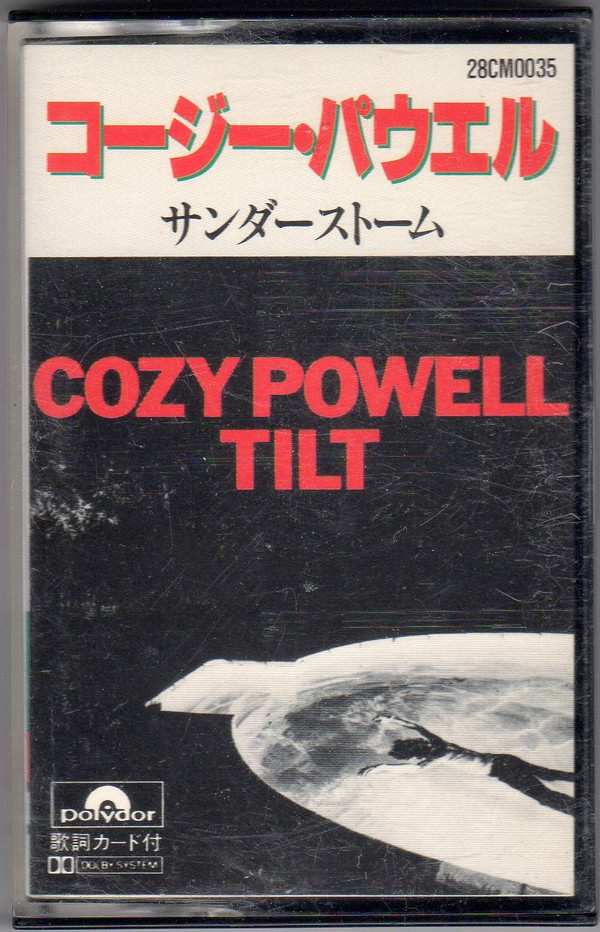 28CM0035
コージー・パウエル
サンダーストーム
COZY POWELL
TILT
polydor
歌詞カード付
DOLBY SYSTEM